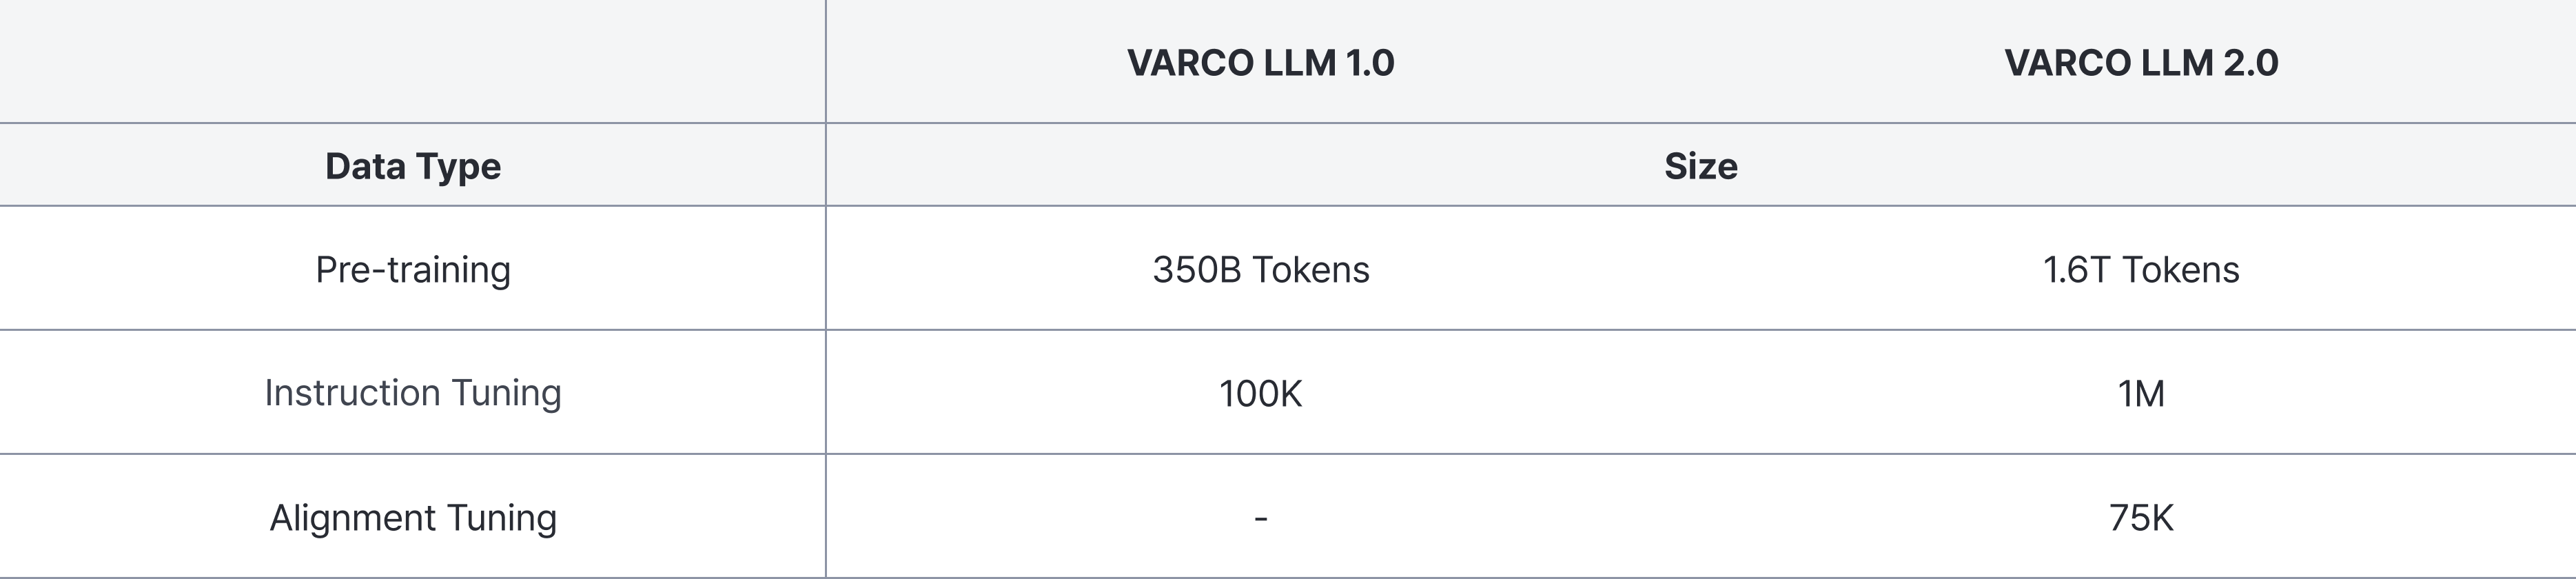 VARCO LLM 1.0 VARCO LLM 2.0
Data Type Size
Pre-training 350B Tokens 1.6T Tokens
Instruction Tuning 100K 1M
Alignment Tuning - 75K